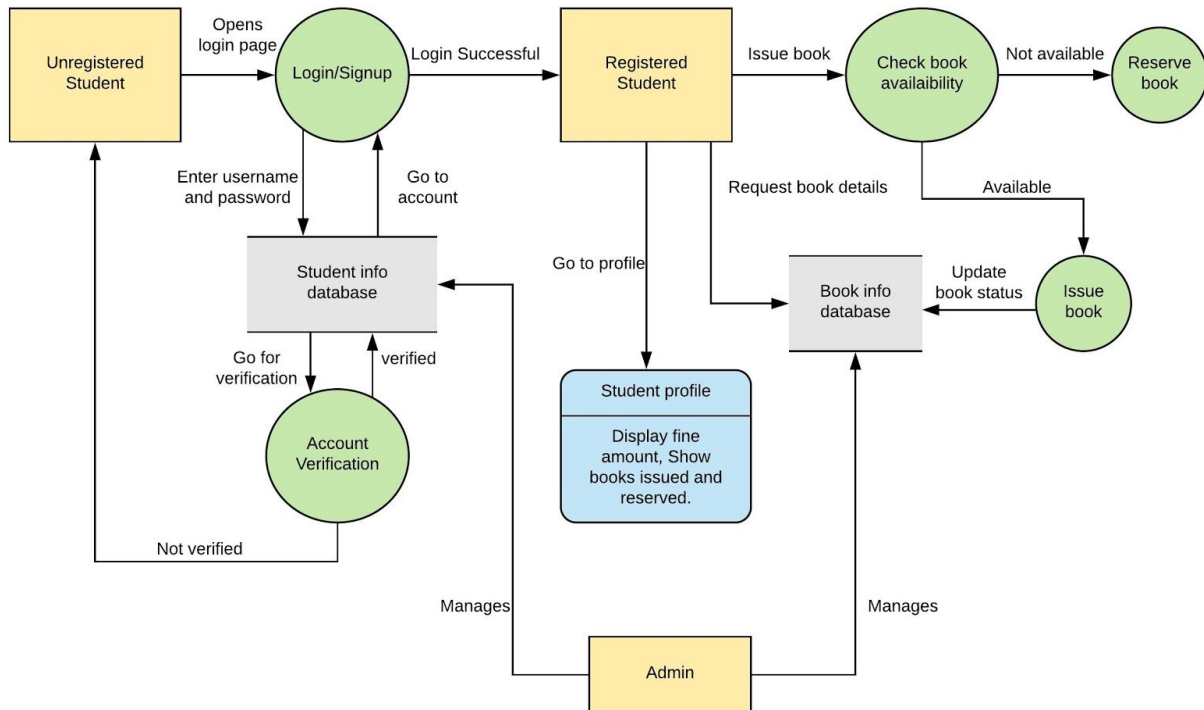 Unregistered
Student
Opens
login page
Login/Signup
Login Successful
Registered
Student
Issue book
Check book
availaibility
Not available
Reserve
book
Enter username
and password
Go to
account
Request book details
Available
Student info
database
Go to profile
Book info
database
Update
book status
Issue
book
Go for
verification
verified
Student profile
Display fine
amount, Show
books issued and
reserved.
Account
Verification
Not verified
Manages
Manages
Admin